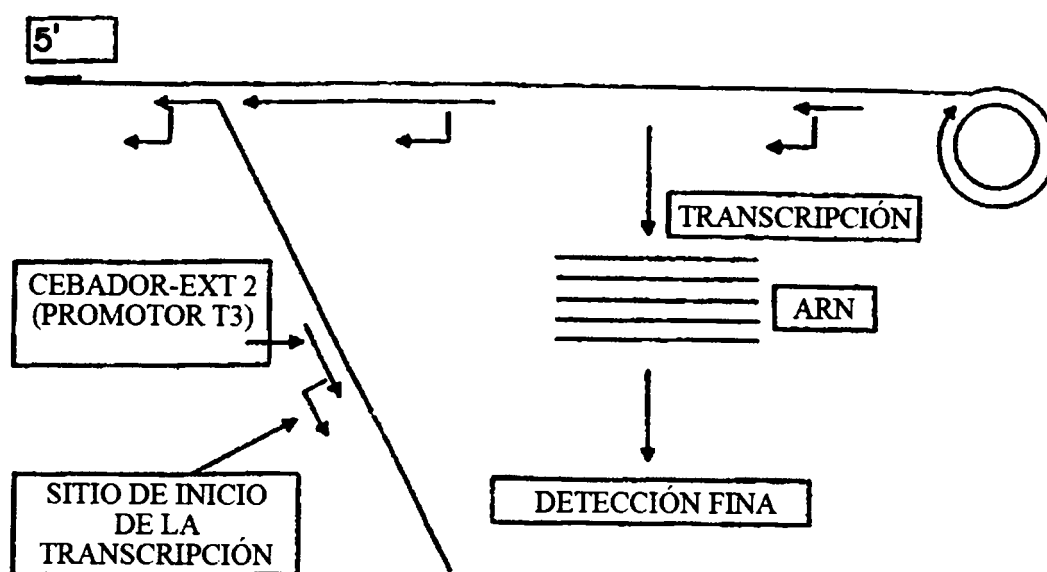 5'
TRANSCRIPCIÓN
CEBADOR-EXT 2
(PROMOTOR T3)
ARN
SITIO DE INICIO
DE LA
TRANSCRIPCIÓN
DETECCIÓN FINA